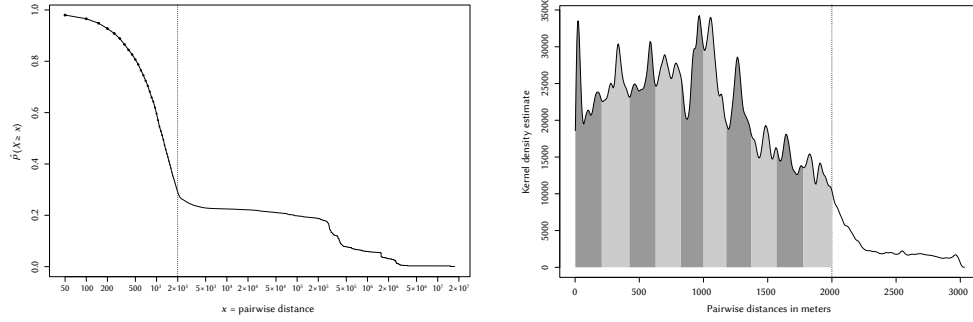 1.0
0.8
0.6
0.4
0.2
0.0
P̂(X ≥ x)
50 100 200 500 10³ 2×10³ 5×10³ 10⁴ 2×10⁴ 5×10⁴ 10⁵ 2×10⁵ 5×10⁵ 10⁶ 2×10⁶ 5×10⁶ 10⁷ 2×10⁷
x = pairwise distance
35000
30000
25000
20000
15000
10000
5000
0
Kernel density estimate
0 500 1000 1500 2000 2500 3000
Pairwise distances in meters